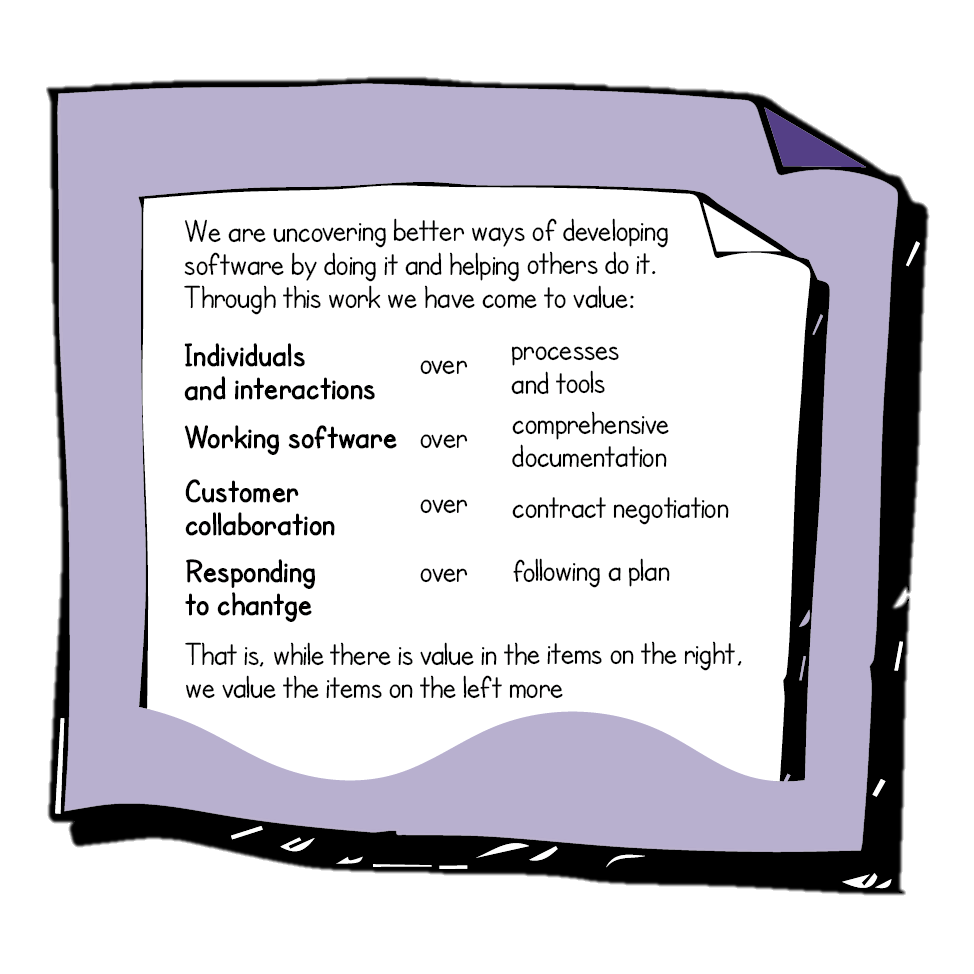 We are uncovering better ways of developing
software by doing it and helping others do it.
Through this work we have come to value:
Individuals
and interactions
over
processes
and tools
Working software
over
comprehensive
documentation
Customer
collaboration
over
contract negotiation
Responding
to chantge
over
following a plan
That is, while there is value in the items on the right,
we value the items on the left more